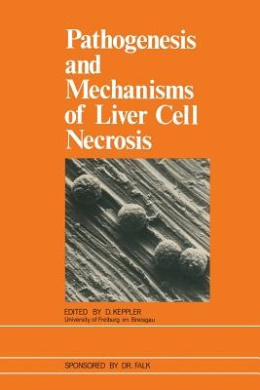 Pathogenesis
and
Mechanisms
of Liver Cell
Necrosis
EDITED BY D. KEPPLER
University of Freiburg im Breisgau
SPONSORED BY DR. FALK